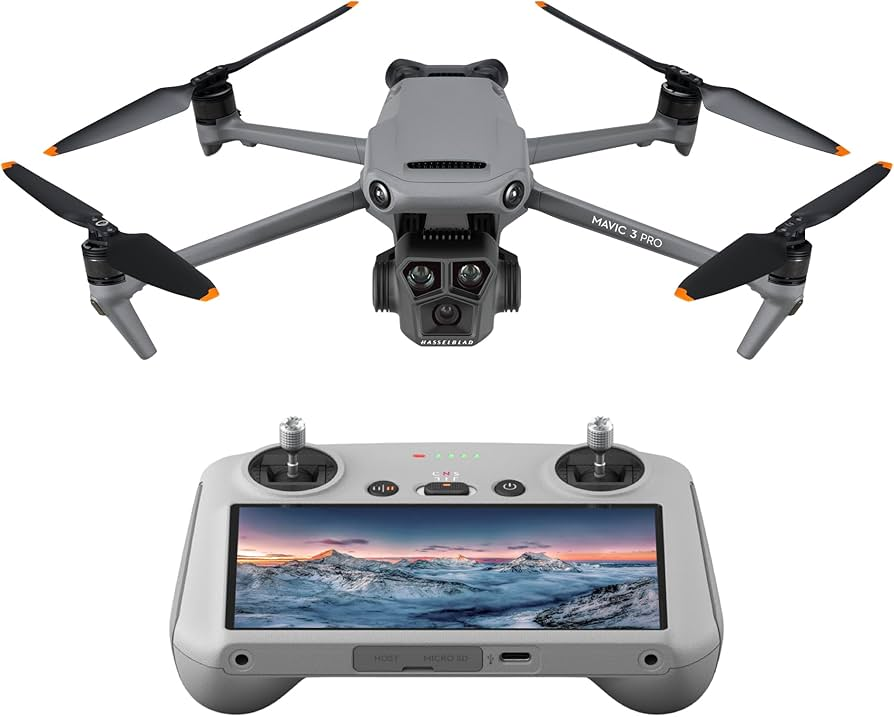 MAVIC 3 PRO
HASSELBLAD
C N S
HOST
MICRO SD